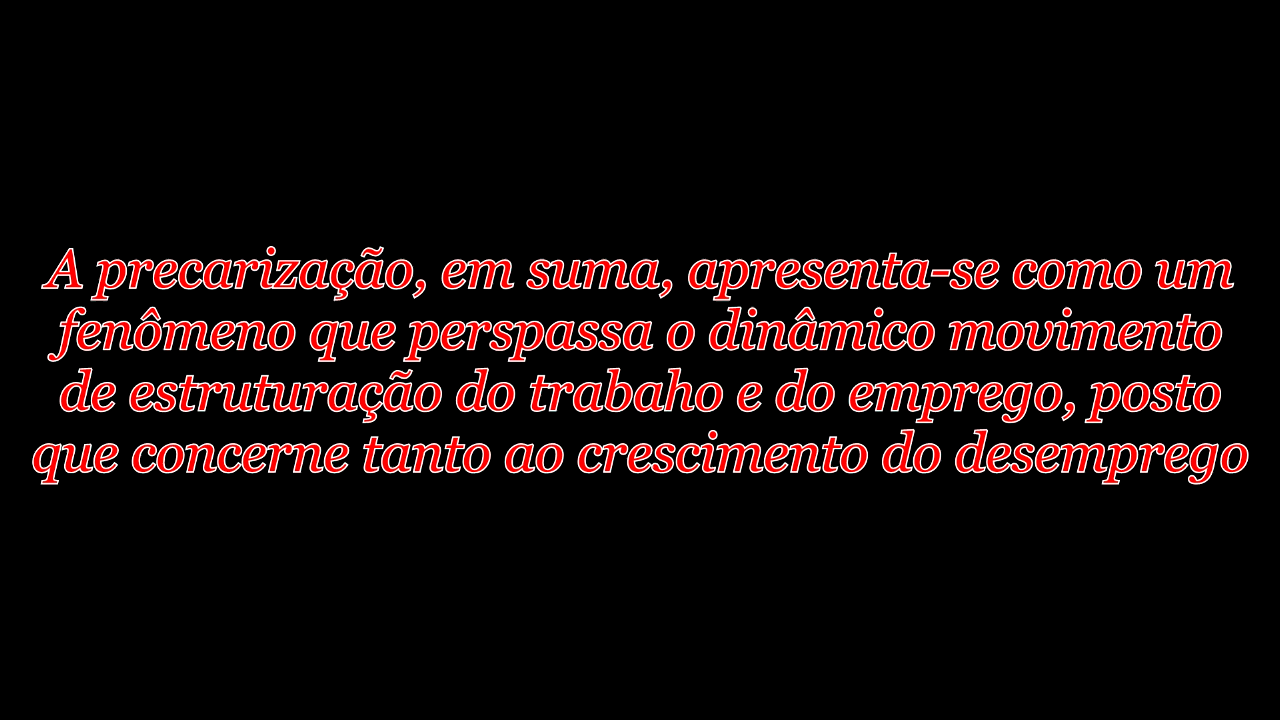 A precarização, em suma, apresenta-se como um
fenômeno que perspassa o dinâmico movimento
de estruturação do trabaho e do emprego, posto
que concerne tanto ao crescimento do desemprego